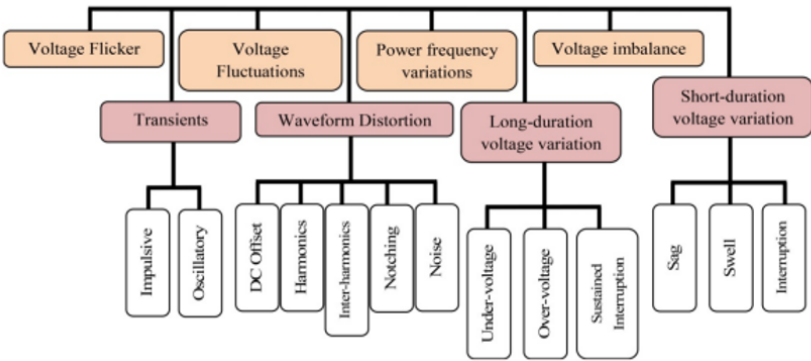 Voltage Flicker
Voltage
Fluctuations
Power frequency
variations
Voltage imbalance
Transients
Waveform Distortion
Long-duration
voltage variation
Short-duration
voltage variation
Impulsive
Oscillatory
DC Offset
Harmonics
Inter-harmonics
Notching
Noise
Under-voltage
Over-voltage
Sustained
Interruption
Sag
Swell
Interruption